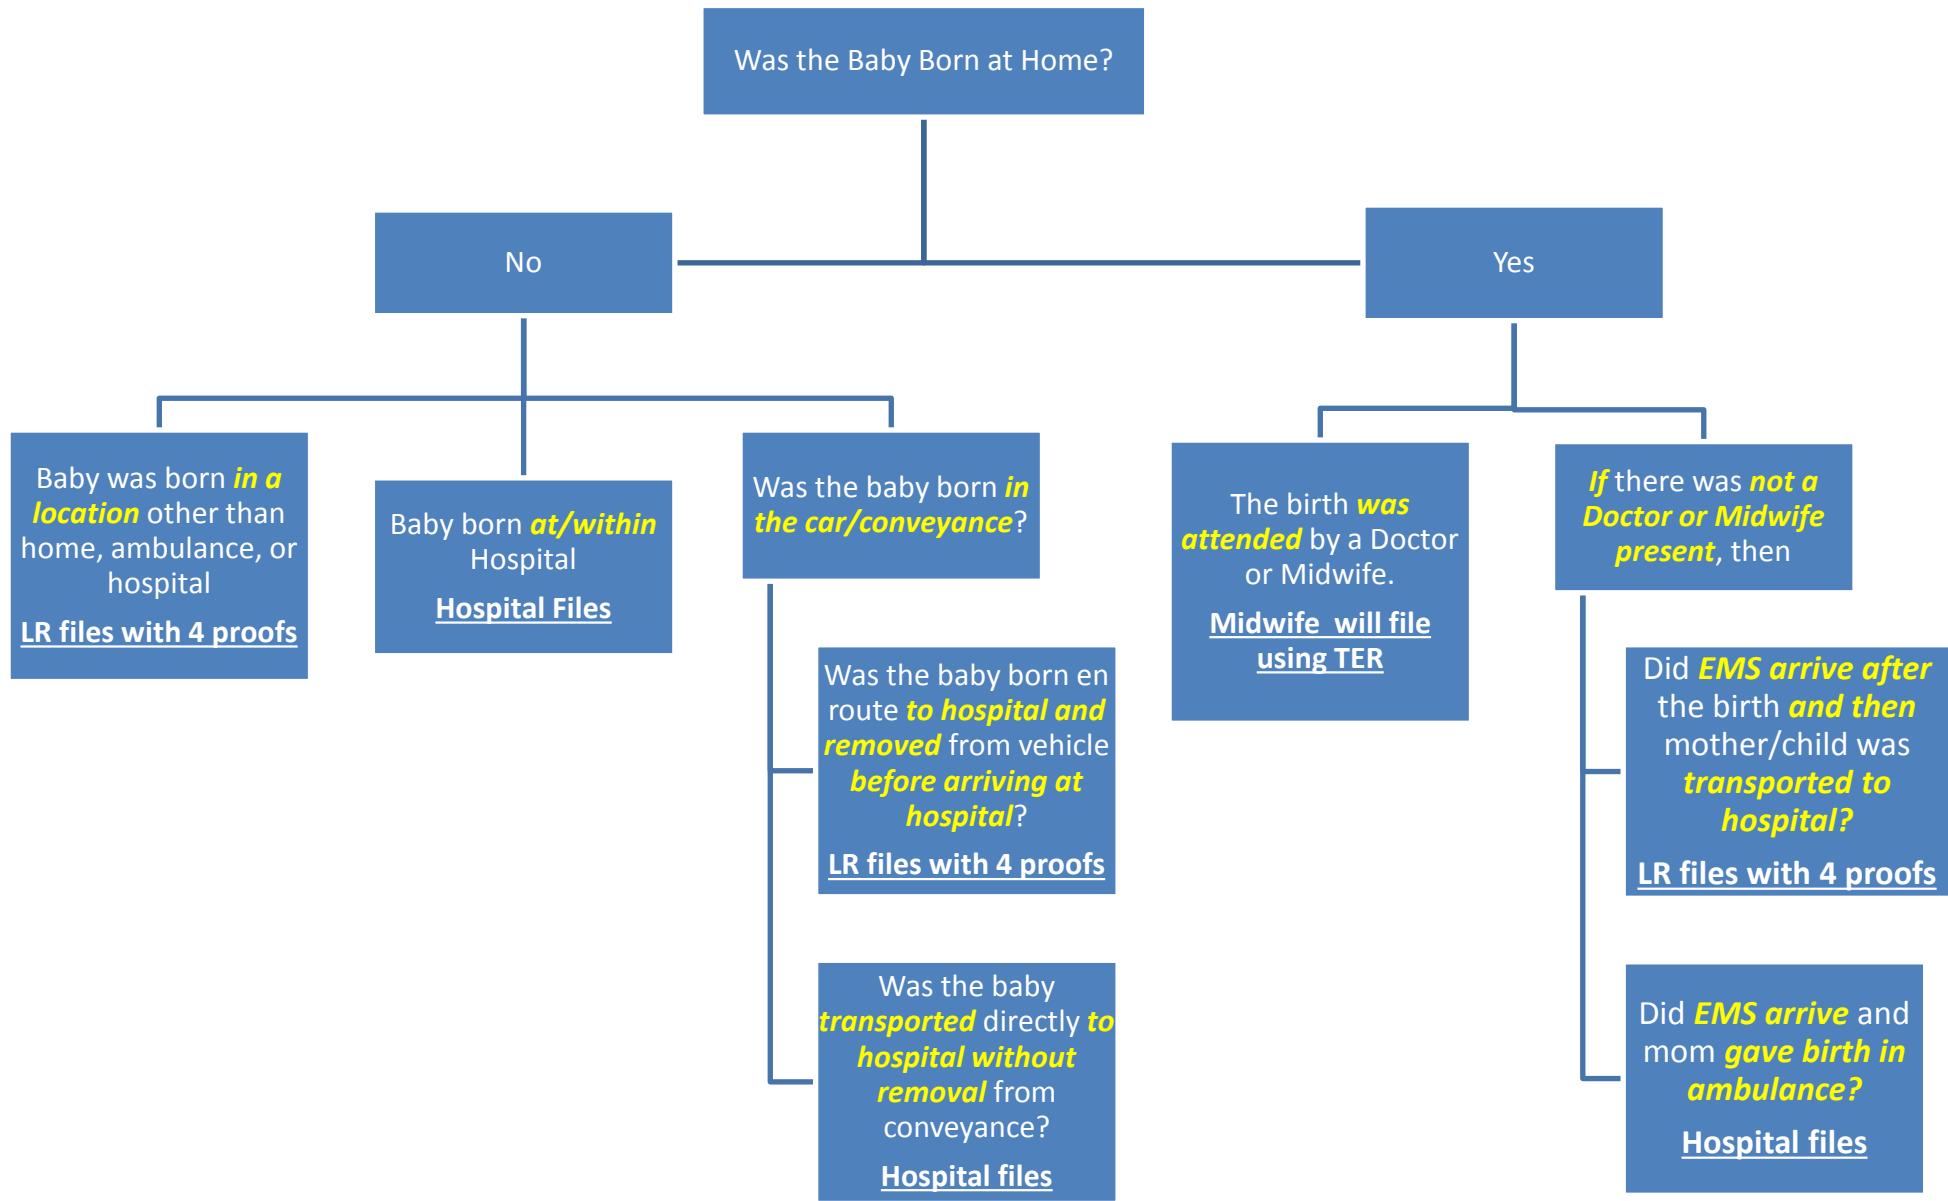 Was the Baby Born at Home?
No
Yes
Baby was born in a
location other than
home, ambulance, or
hospital
LR files with 4 proofs
Baby born at/within
Hospital
Hospital Files
Was the baby born in
the car/conveyance?
Was the baby born en
route to hospital and
removed from vehicle
before arriving at
hospital?
LR files with 4 proofs
Was the baby
transported directly to
hospital without
removal from
conveyance?
Hospital files
The birth was
attended by a Doctor
or Midwife.
Midwife will file
using TER
If there was not a
Doctor or Midwife
present, then
Did EMS arrive after
the birth and then
mother/child was
transported to
hospital?
LR files with 4 proofs
Did EMS arrive and
mom gave birth in
ambulance?
Hospital files